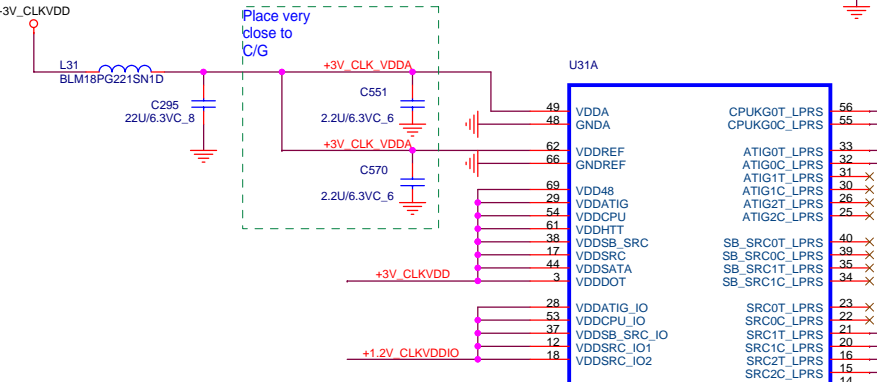 +3V_CLKVDD
Place very
close to
C/G
L31
BLM18PG221SN1D
C295
22U/6.3VC_8
+3V_CLK_VDDA
C551
2.2U/6.3VC_6
+3V_CLK_VDDA
C570
2.2U/6.3VC_6
+3V_CLKVDD
+1.2V_CLKVDDIO
U31A
49 VDDA
48 GNDA
62 VDDREF
66 GNDREF
69 VDD48
29 VDDATIG
54 VDDCPU
61 VDDHTT
38 VDDSB_SRC
17 VDDSRC
44 VDDSATA
3 VDDDOT
28 VDDATIG_IO
53 VDDCPU_IO
37 VDDSB_SRC_IO
12 VDDSRC_IO1
18 VDDSRC_IO2
CPUKG0T_LPRS 56
CPUKG0C_LPRS 55
ATIG0T_LPRS 33
ATIG0C_LPRS 32
ATIG1T_LPRS 31
ATIG1C_LPRS 30
ATIG2T_LPRS 26
ATIG2C_LPRS 25
SB_SRC0T_LPRS 40
SB_SRC0C_LPRS 39
SB_SRC1T_LPRS 35
SB_SRC1C_LPRS 34
SRC0T_LPRS 23
SRC0C_LPRS 22
SRC1T_LPRS 21
SRC1C_LPRS 20
SRC2T_LPRS 16
SRC2C_LPRS 15
14